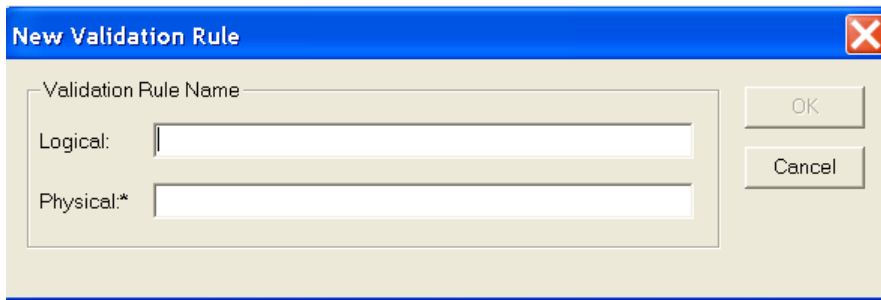 New Validation Rule
Validation Rule Name
OK
Logical:
Cancel
Physical:*